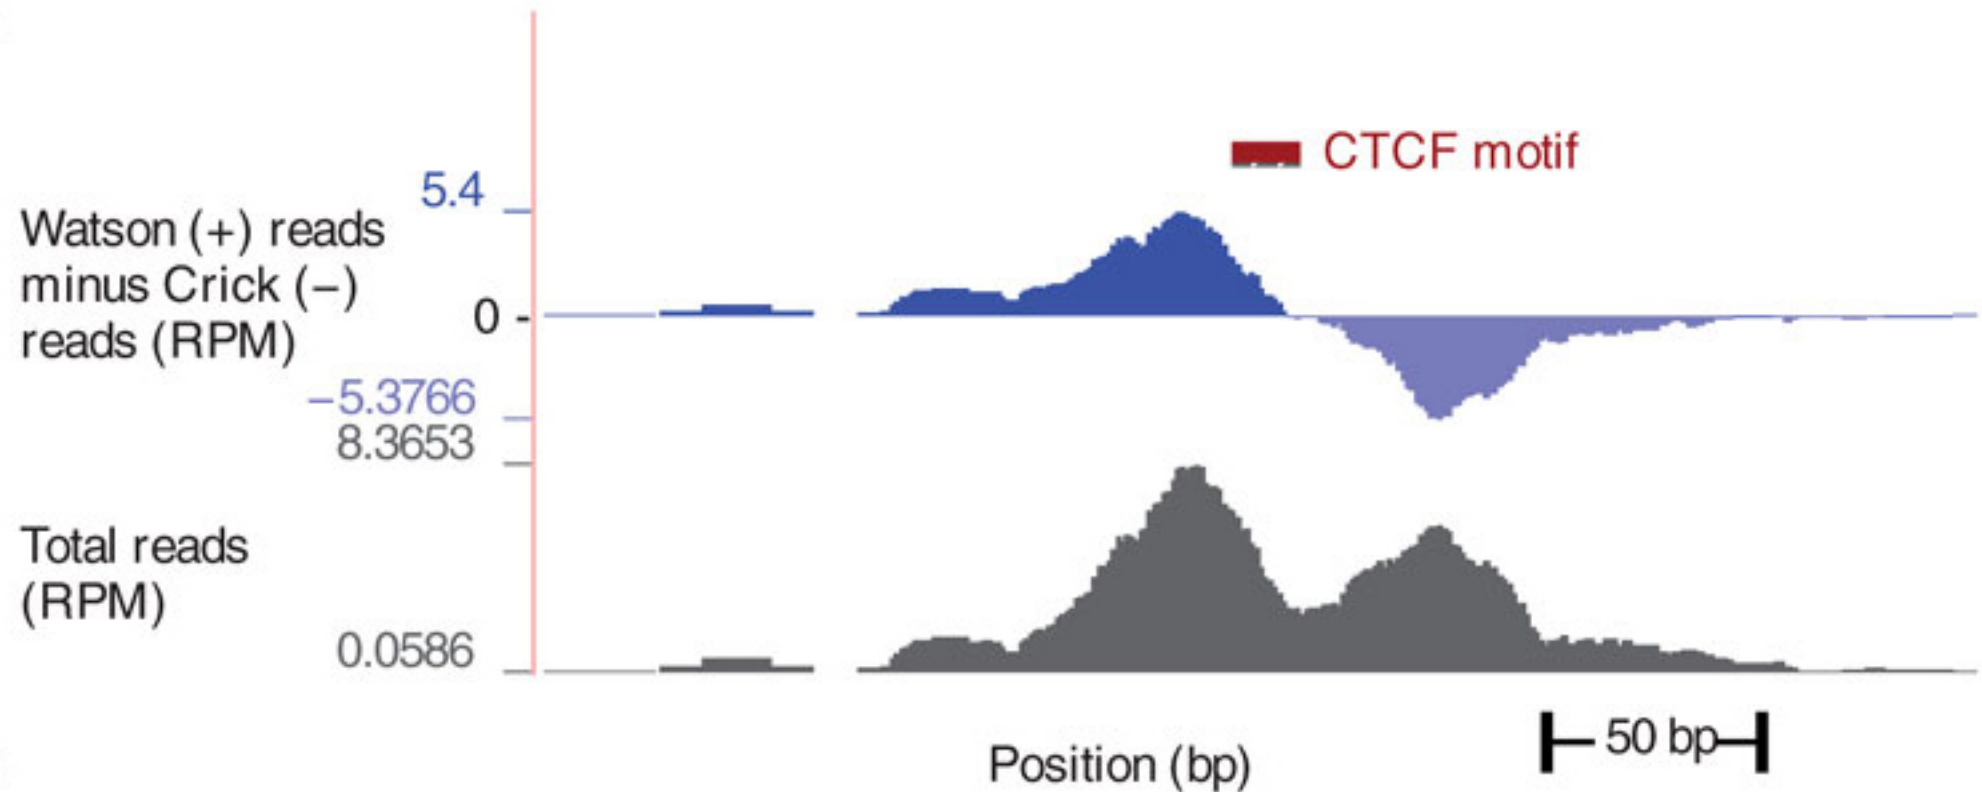 CTCF motif
5.4
Watson (+) reads
minus Crick (−)
reads (RPM)
0
−5.3766
8.3653
Total reads
(RPM)
0.0586
50 bp
Position (bp)